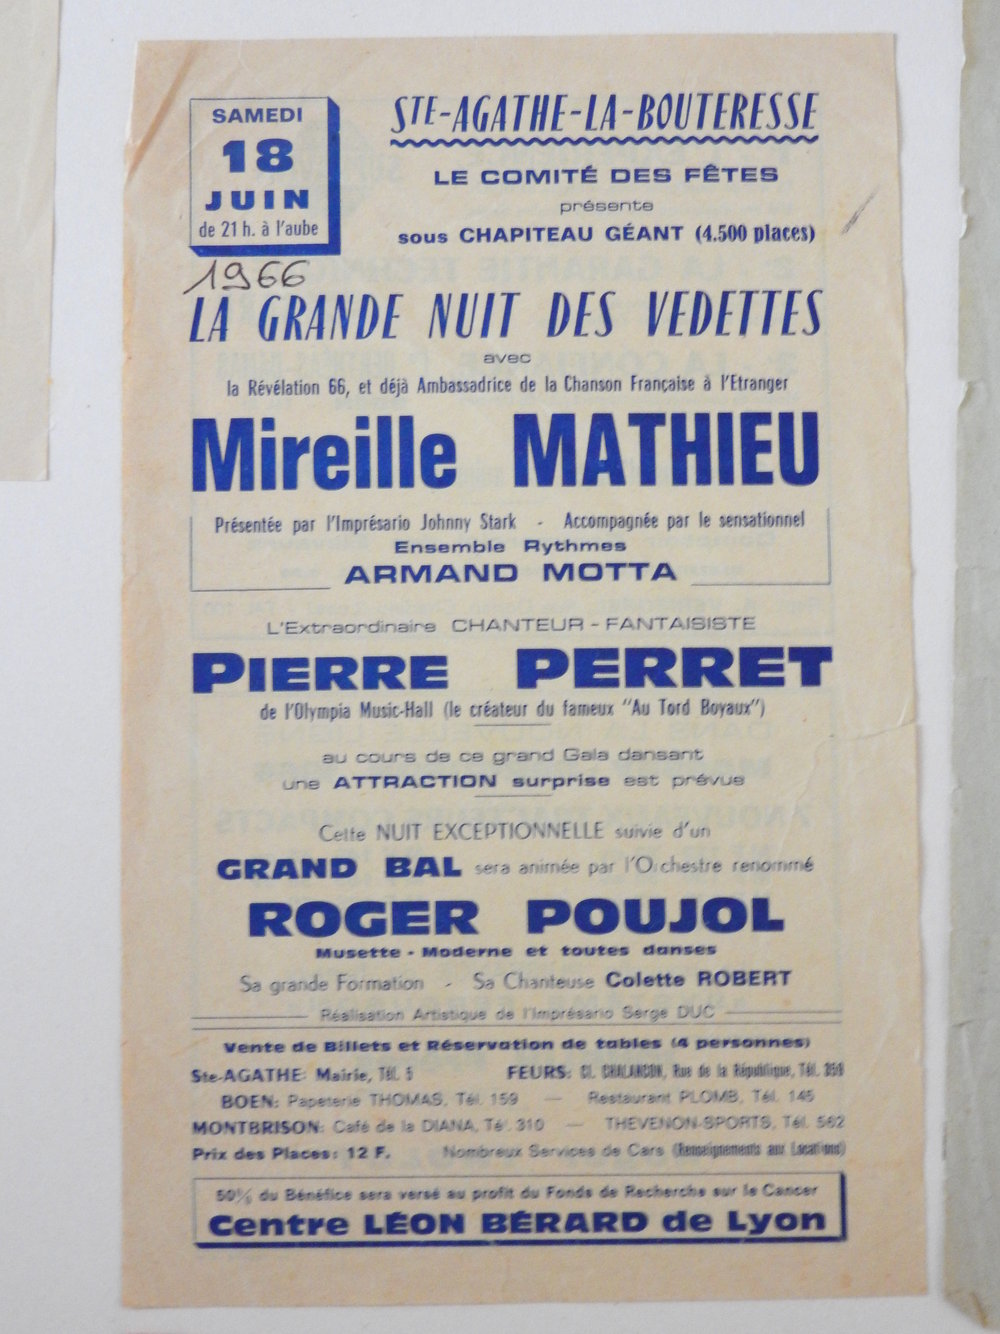 SAMEDI
18
JUIN
de 21 h. à l'aube
1966
STE-AGATHE-LA-BOUTERESSE
LE COMITÉ DES FÊTES
présente
sous CHAPITEAU GÉANT (4.500 places)
LA GRANDE NUIT DES VEDETTES
avec
la Révélation 66, et déjà Ambassadrice de la Chanson Française à l'Etranger
Mireille MATHIEU
Présentée par l'Imprésario Johnny Stark - Accompagnée par le sensationnel
Ensemble Rythmes
ARMAND MOTTA
L'Extraordinaire CHANTEUR - FANTAISISTE
PIERRE PERRET
de l'Olympia Music-Hall (le créateur du fameux "Au Tord Boyaux")
au cours de ce grand Gala dansant
une ATTRACTION surprise est prévue
Cette NUIT EXCEPTIONNELLE suivie d'un
GRAND BAL sera animée par l'Orchestre renommé
ROGER POUJOL
Musette - Moderne et toutes danses
Sa grande Formation - Sa Chanteuse Colette ROBERT
Réalisation Artistique de l'Imprésario Serge DUC
Vente de Billets et Réservation de tables (4 personnes)
Ste-AGATHE: Mairie, Tél. 5 FEURS: Cl. CHALANCON, Rue de la République, Tél. 359
BOEN: Papeterie THOMAS, Tél. 159 — Restaurant PLOMB, Tél. 145
MONTBRISON: Café de la DIANA, Tél. 310 — THEVENON-SPORTS, Tél. 562
Prix des Places: 12 F. Nombreux Services de Cars (Renseignements aux Locations)
50% du Bénéfice sera versé au profit du Fonds de Recherche sur le Cancer
Centre LÉON BÉRARD de Lyon